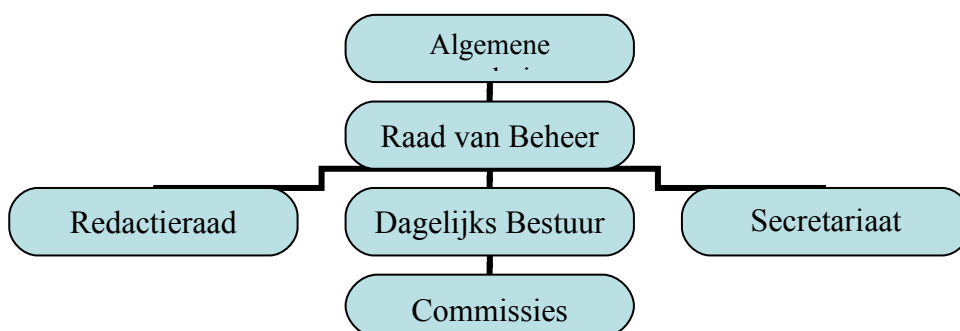 Algemene
Raad van Beheer
Redactieraad
Dagelijks Bestuur
Secretariaat
Commissies